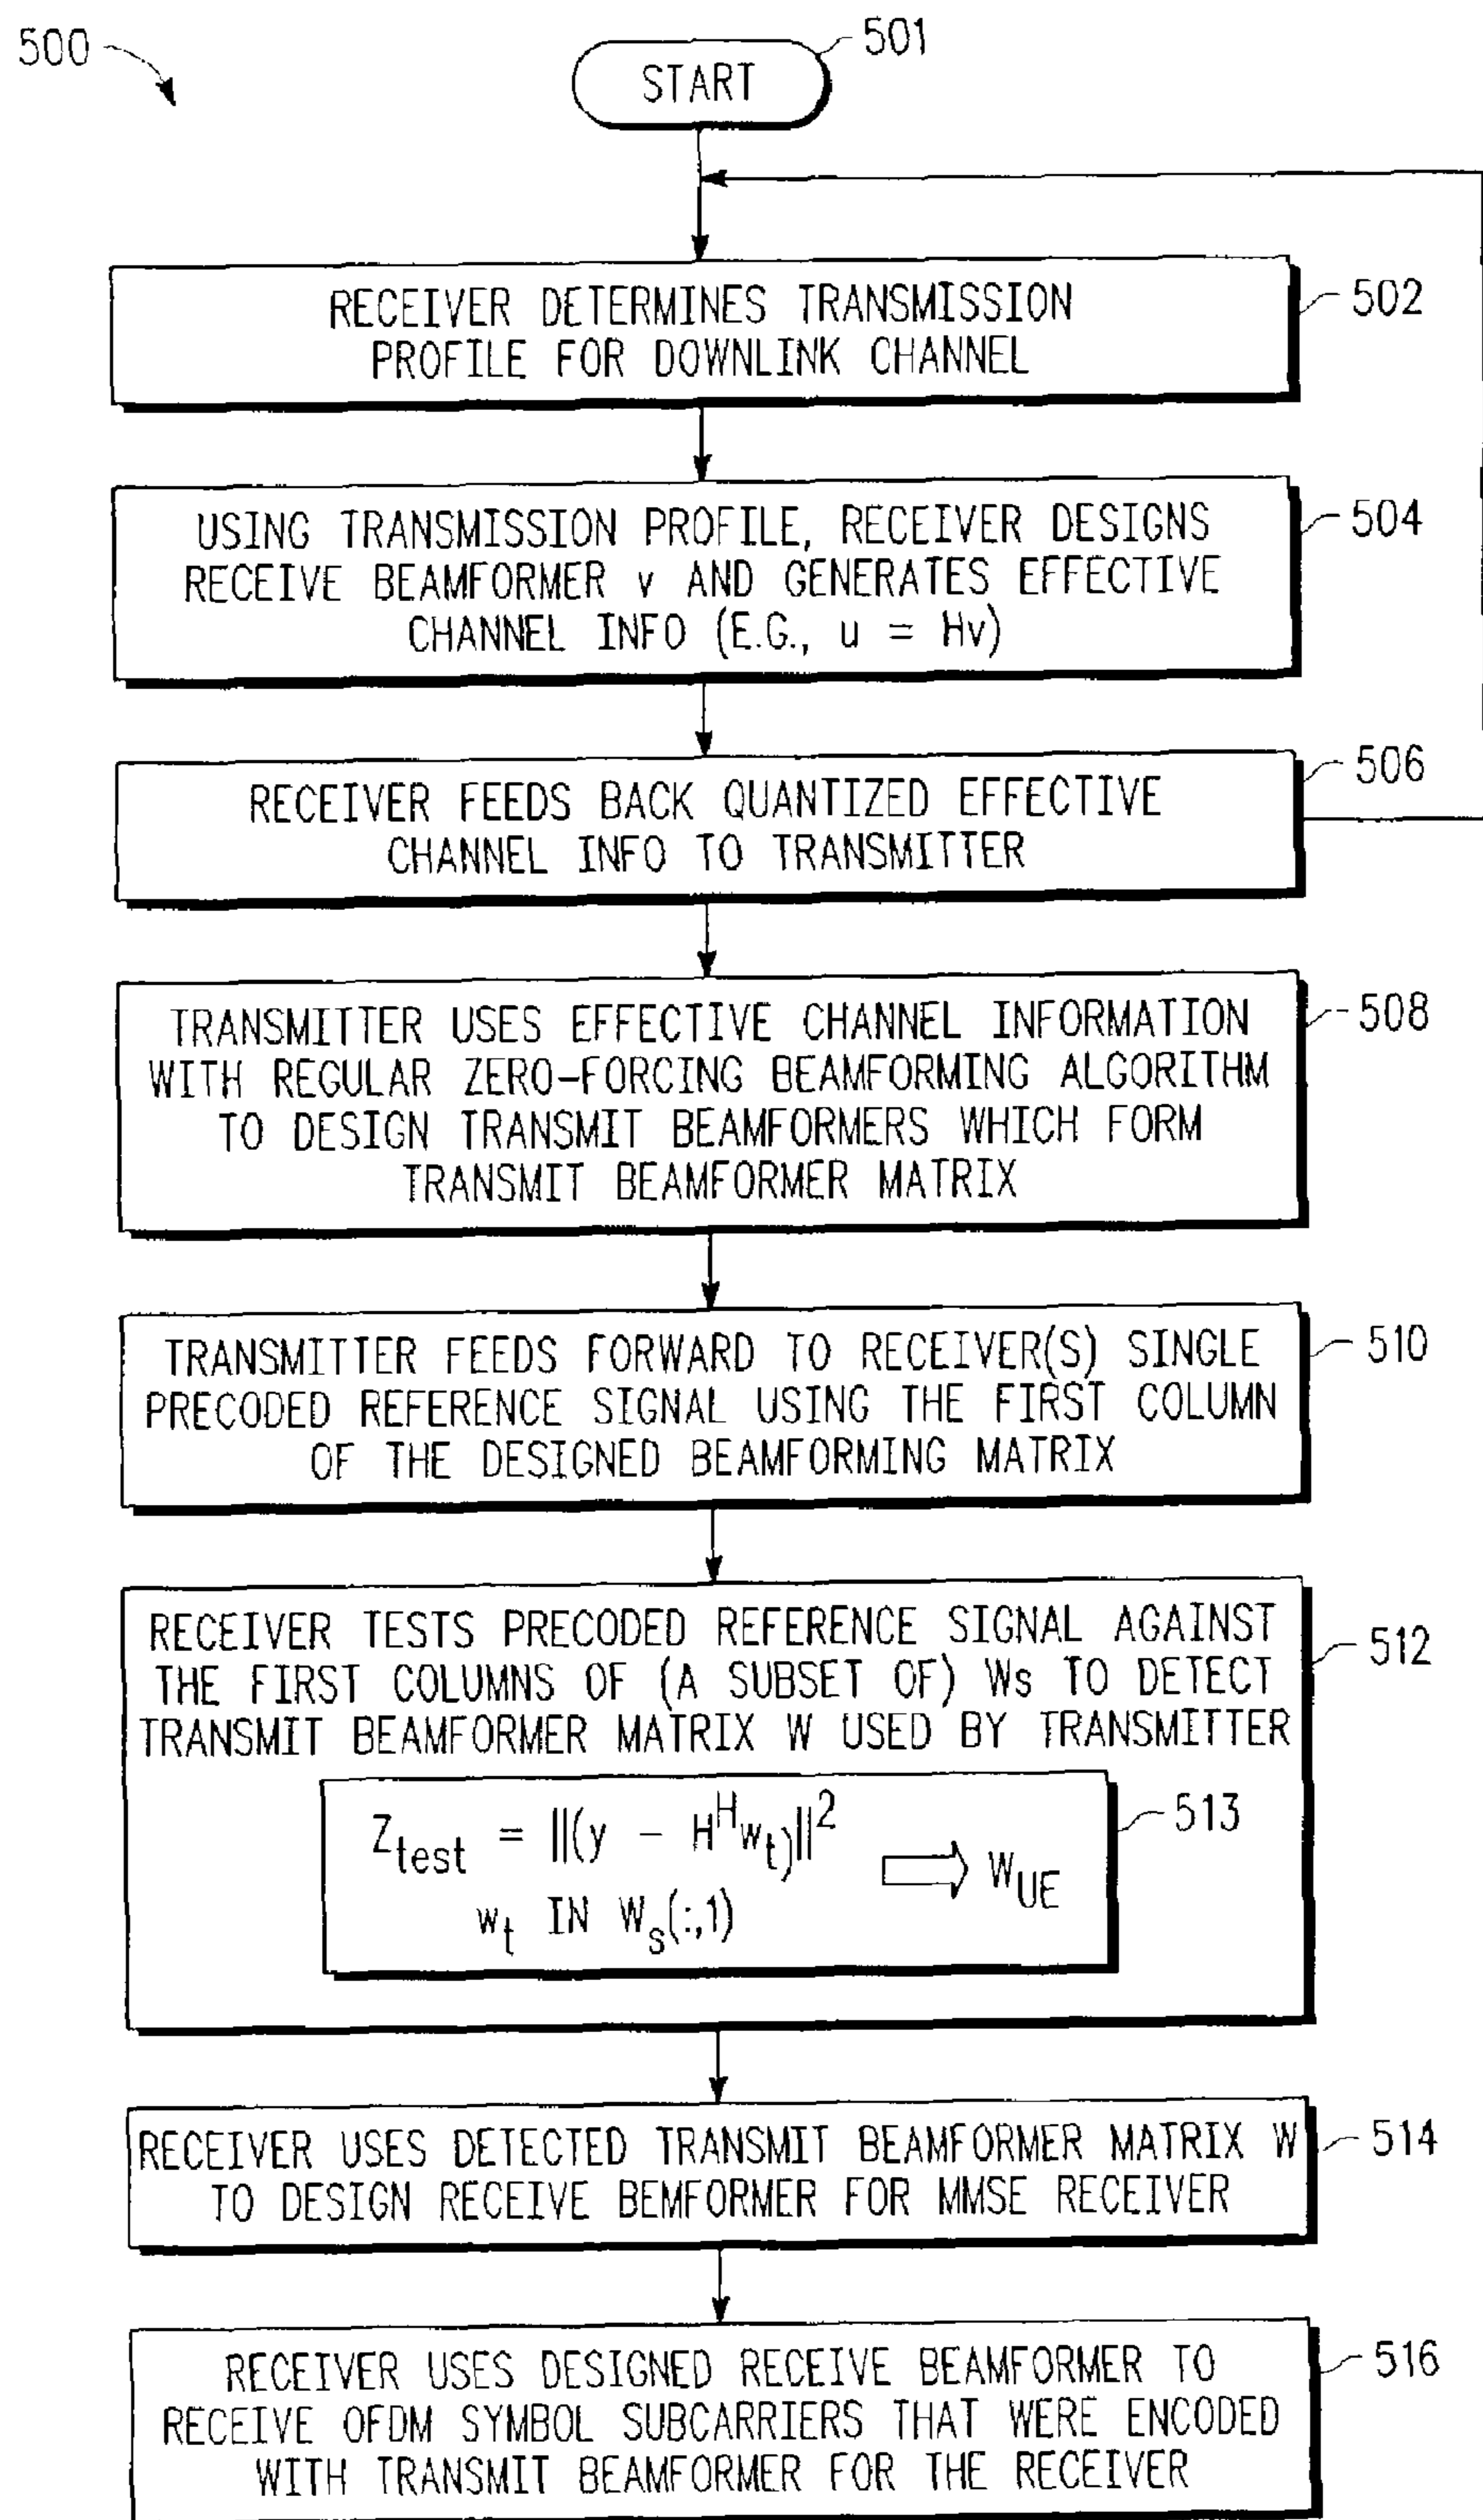 500
501
START
RECEIVER DETERMINES TRANSMISSION
PROFILE FOR DOWNLINK CHANNEL
502
USING TRANSMISSION PROFILE, RECEIVER DESIGNS
RECEIVE BEAMFORMER v AND GENERATES EFFECTIVE
CHANNEL INFO (E.G., u = Hv)
504
RECEIVER FEEDS BACK QUANTIZED EFFECTIVE
CHANNEL INFO TO TRANSMITTER
506
TRANSMITTER USES EFFECTIVE CHANNEL INFORMATION
WITH REGULAR ZERO-FORCING BEAMFORMING ALGORITHM
TO DESIGN TRANSMIT BEAMFORMERS WHICH FORM
TRANSMIT BEAMFORMER MATRIX
508
TRANSMITTER FEEDS FORWARD TO RECEIVER(S) SINGLE
PRECODED REFERENCE SIGNAL USING THE FIRST COLUMN
OF THE DESIGNED BEAMFORMING MATRIX
510
RECEIVER TESTS PRECODED REFERENCE SIGNAL AGAINST
THE FIRST COLUMNS OF (A SUBSET OF) Ws TO DETECT
TRANSMIT BEAMFORMER MATRIX W USED BY TRANSMITTER
512
Z_test = ||(y - H^H w_t)||^2 ⇨ W_UE
w_t IN W_s(:,1)
513
RECEIVER USES DETECTED TRANSMIT BEAMFORMER MATRIX W
TO DESIGN RECEIVE BEMFORMER FOR MMSE RECEIVER
514
RECEIVER USES DESIGNED RECEIVE BEAMFORMER TO
RECEIVE OFDM SYMBOL SUBCARRIERS THAT WERE ENCODED
WITH TRANSMIT BEAMFORMER FOR THE RECEIVER
516